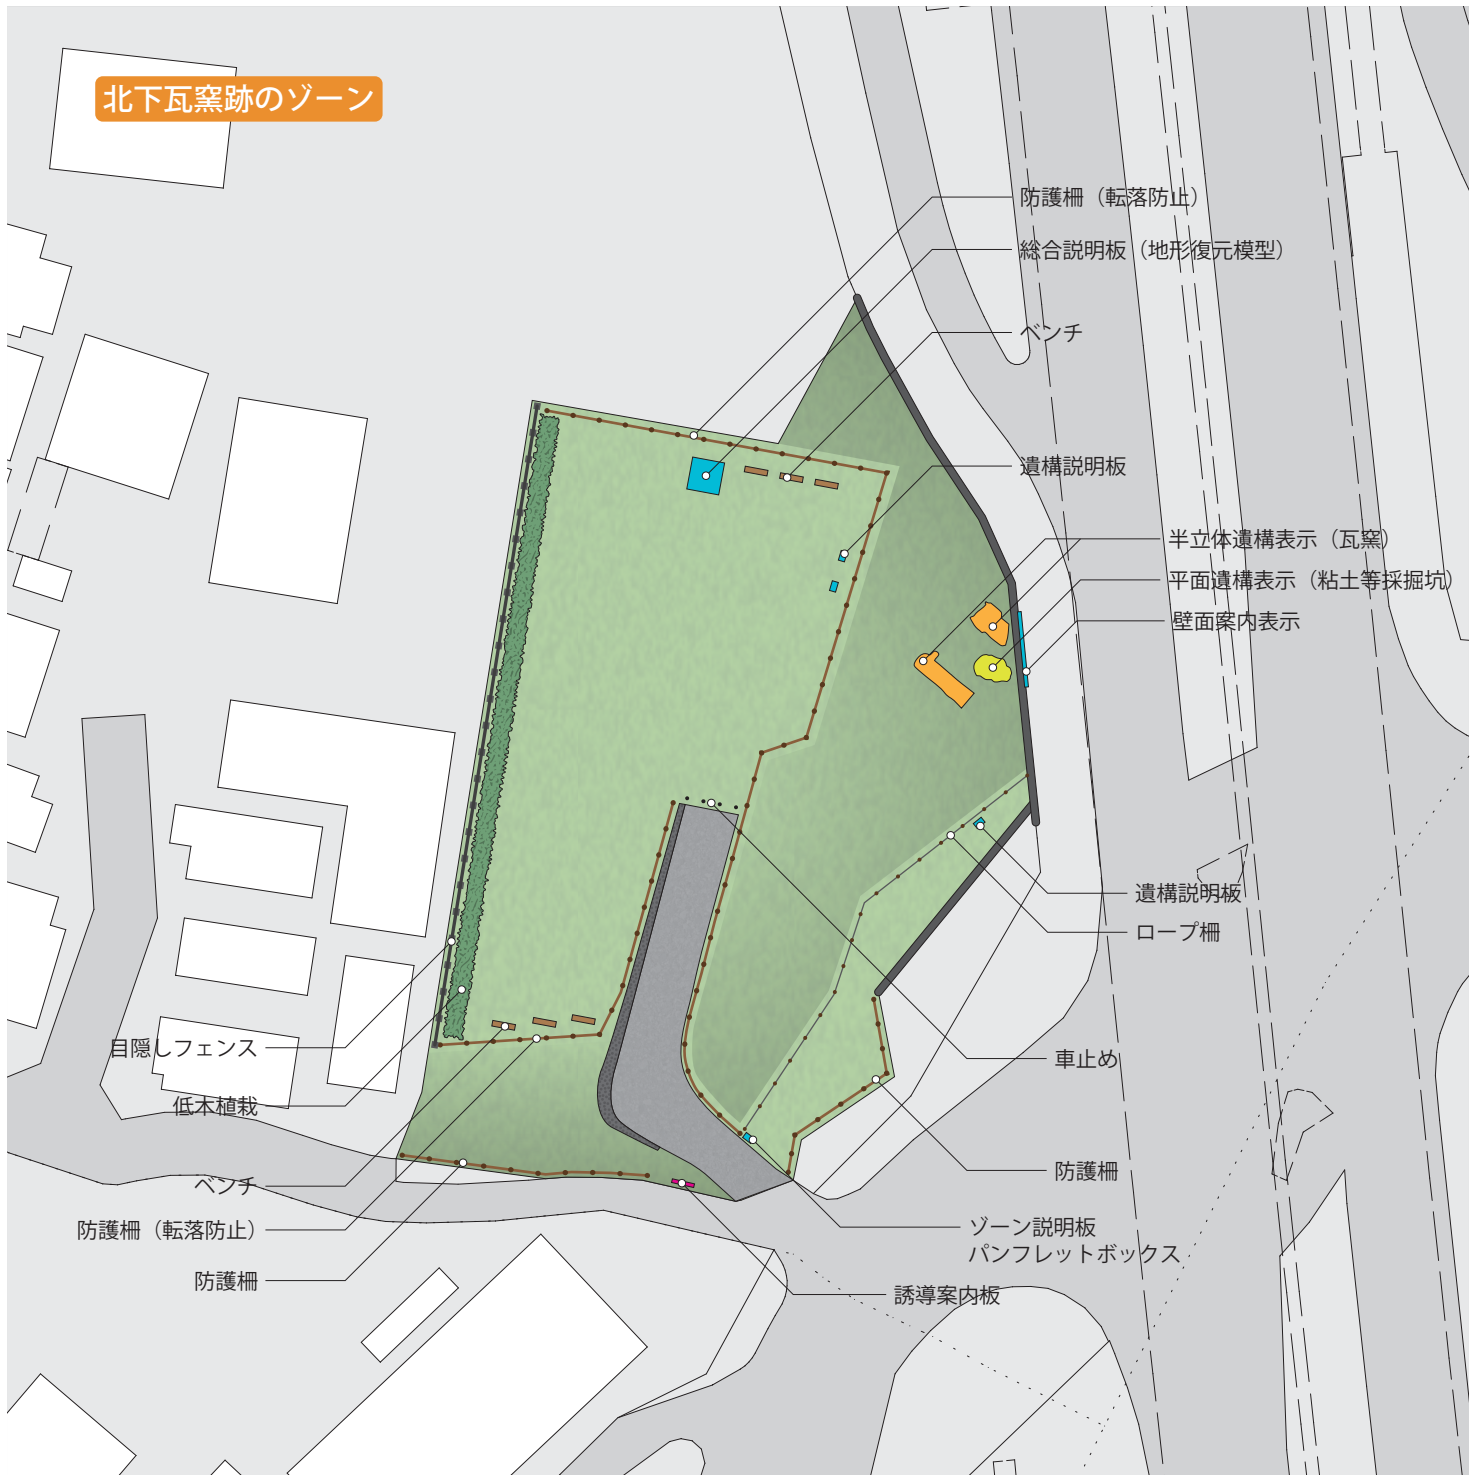 北下瓦窯跡のゾーン
防護柵（転落防止）
総合説明板（地形復元模型）
ベンチ
遺構説明板
半立体遺構表示（瓦窯）
平面遺構表示（粘土等採掘坑）
壁面案内表示
遺構説明板
ロープ柵
車止め
防護柵
ゾーン説明板
パンフレットボックス
誘導案内板
目隠しフェンス
低木植栽
ベンチ
防護柵（転落防止）
防護柵